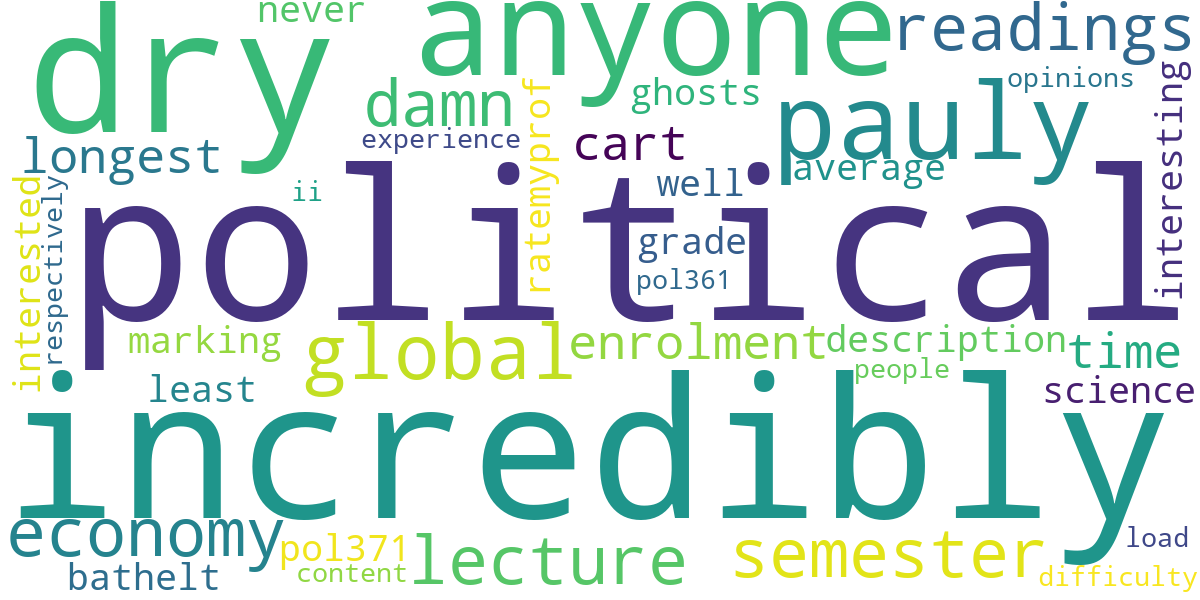 never
dry
anyone
readings
damn
ghosts
opinions
pauly
experience
cart
longest
average
ratemyprof
interesting
ii
well
political
interested
respectively
grade
pol361
marking
global
enrolment
description
time
people
least
science
incredibly
economy
pol371
lecture
semester
load
bathelt
content
difficulty